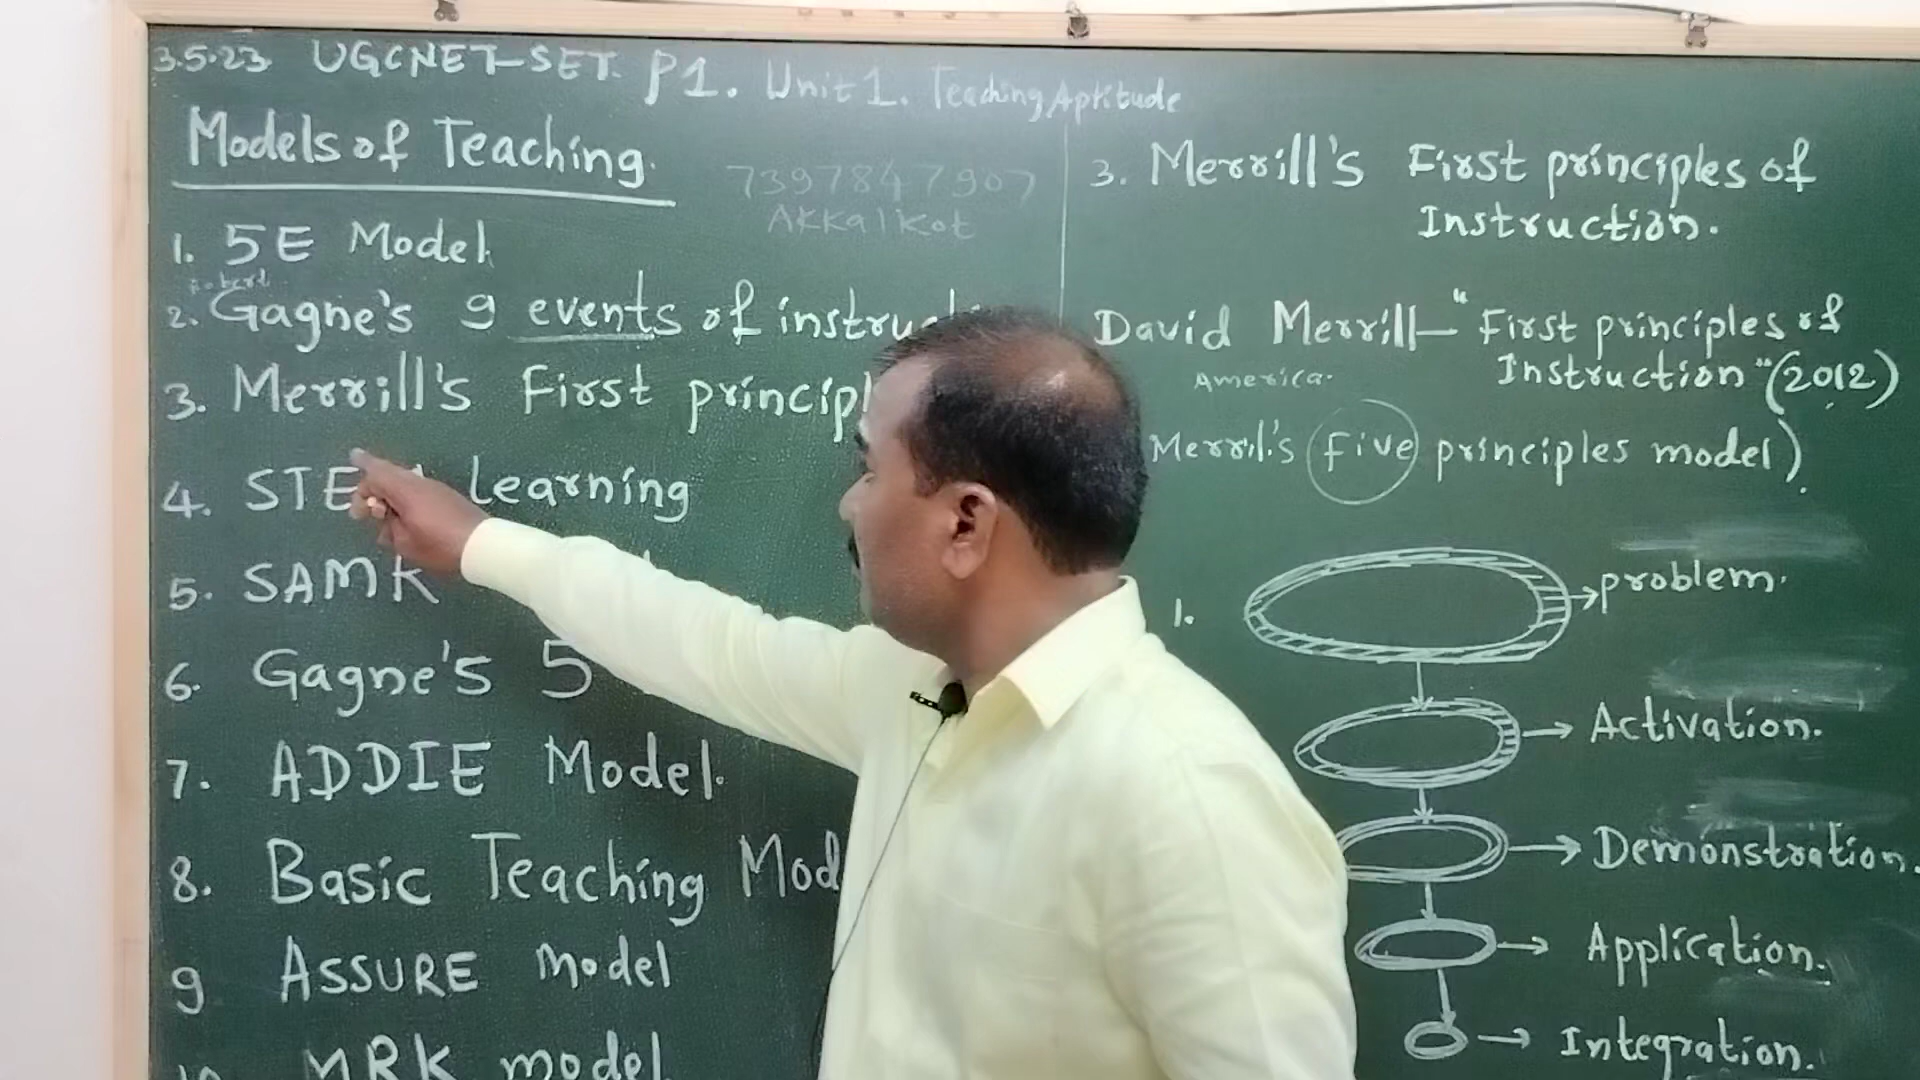 3.5.23 UGCNET-SET. P1. Unit 1. Teaching Aptitude
Models of Teaching.
7397847907
Akkalkot
1. 5E Model
Robert
2. Gagne's 9 events of instructi
3. Merrill's First principl
4. STE Learning
5. SAMR
6. Gagne's 5
7. ADDIE Model.
8. Basic Teaching Mod
9 ASSURE Model
10 model
3. Merrill's First principles of
Instruction.
David Merrill - "First principles of
America. Instruction" (2012)
Merril's five principles model).
1. problem.
Activation.
Demonstration.
Application.
Integration.